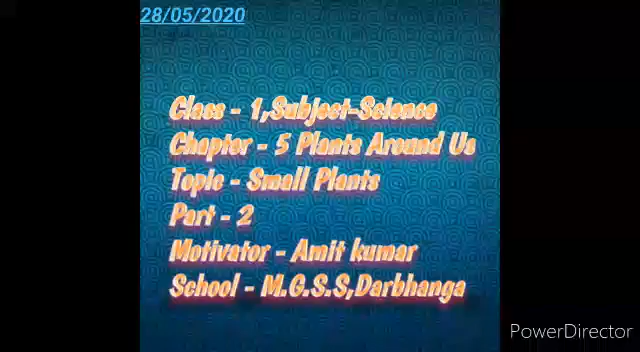 28/05/2020
Class - 1,Subject-Science
Chapter - 5 Plants Around Us
Topic - Small Plants
Part - 2
Motivator - Amit kumar
School - M.G.S.S,Darbhanga
PowerDirector